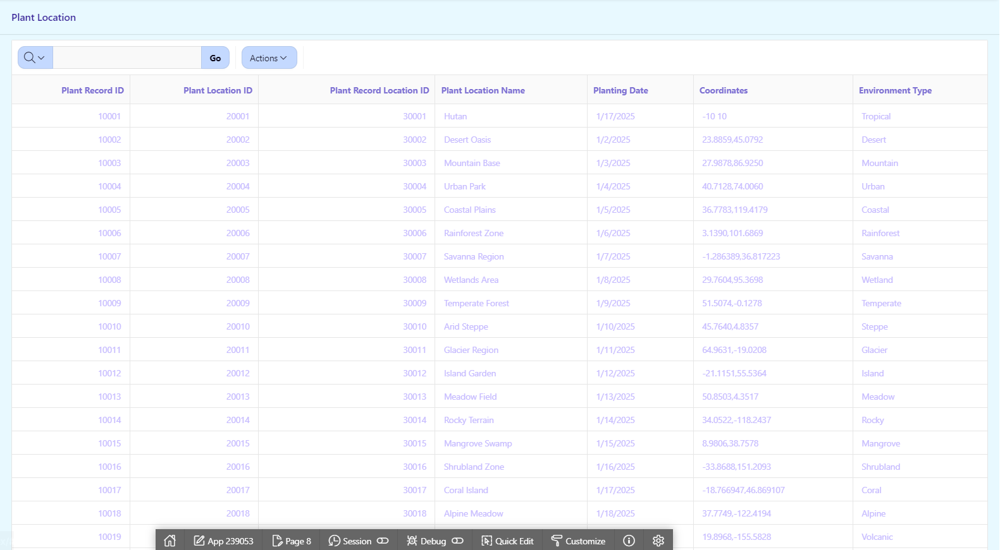 Plant Location
Go Actions
Plant Record ID Plant Location ID Plant Record Location ID Plant Location Name Planting Date Coordinates Environment Type
10001 20001 30001 Hutan 1/17/2025 -10 10 Tropical
10002 20002 30002 Desert Oasis 1/2/2025 23.8859,45.0792 Desert
10003 20003 30003 Mountain Base 1/3/2025 27.9878,86.9250 Mountain
10004 20004 30004 Urban Park 1/4/2025 40.7128,74.0060 Urban
10005 20005 30005 Coastal Plains 1/5/2025 36.7783,119.4179 Coastal
10006 20006 30006 Rainforest Zone 1/6/2025 3.1390,101.6869 Rainforest
10007 20007 30007 Savanna Region 1/7/2025 -1.286389,36.817223 Savanna
10008 20008 30008 Wetlands Area 1/8/2025 29.7604,95.3698 Wetland
10009 20009 30009 Temperate Forest 1/9/2025 51.5074,-0.1278 Temperate
10010 20010 30010 Arid Steppe 1/10/2025 45.7640,4.8357 Steppe
10011 20011 30011 Glacier Region 1/11/2025 64.9631,-19.0208 Glacier
10012 20012 30012 Island Garden 1/12/2025 -21.1151,55.5364 Island
10013 20013 30013 Meadow Field 1/13/2025 50.8503,4.3517 Meadow
10014 20014 30014 Rocky Terrain 1/14/2025 34.0522,-118.2437 Rocky
10015 20015 30015 Mangrove Swamp 1/15/2025 8.9806,38.7578 Mangrove
10016 20016 30016 Shrubland Zone 1/16/2025 -33.8688,151.2093 Shrubland
10017 20017 30017 Coral Island 1/17/2025 -18.766947,46.869107 Coral
10018 20018 30018 Alpine Meadow 1/18/2025 37.7749,-122.4194 Alpine
10019 19.8968,-155.5828 Volcanic
App 239053 Page 8 Session Debug Quick Edit Customize